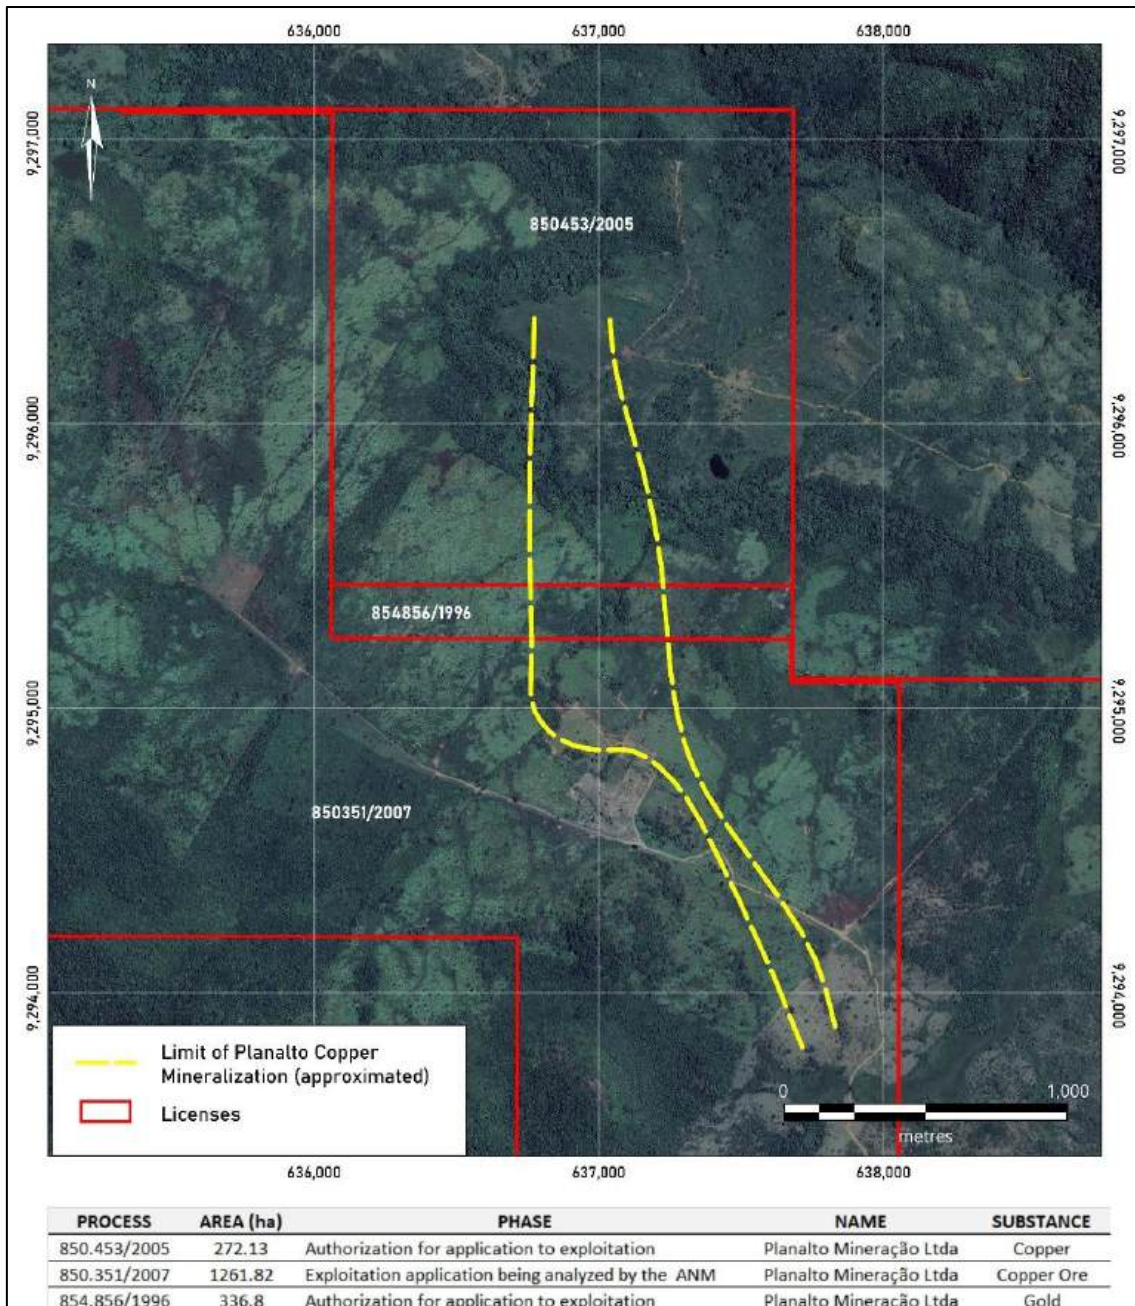 636,000 637,000 638,000
N
9,297,000 9,297,000
850453/2005
9,296,000 9,296,000
854856/1996
9,295,000 9,295,000
850351/2007
9,294,000 9,294,000
Limit of Planalto Copper
Mineralization (approximated)
Licenses
0 1,000
metres
636,000 637,000 638,000
PROCESS AREA (ha) PHASE NAME SUBSTANCE
850.453/2005 272.13 Authorization for application to exploitation Planalto Mineração Ltda Copper
850.351/2007 1261.82 Exploitation application being analyzed by the ANM Planalto Mineração Ltda Copper Ore
854.856/1996 336.8 Authorization for application to exploitation Planalto Mineração Ltda Gold